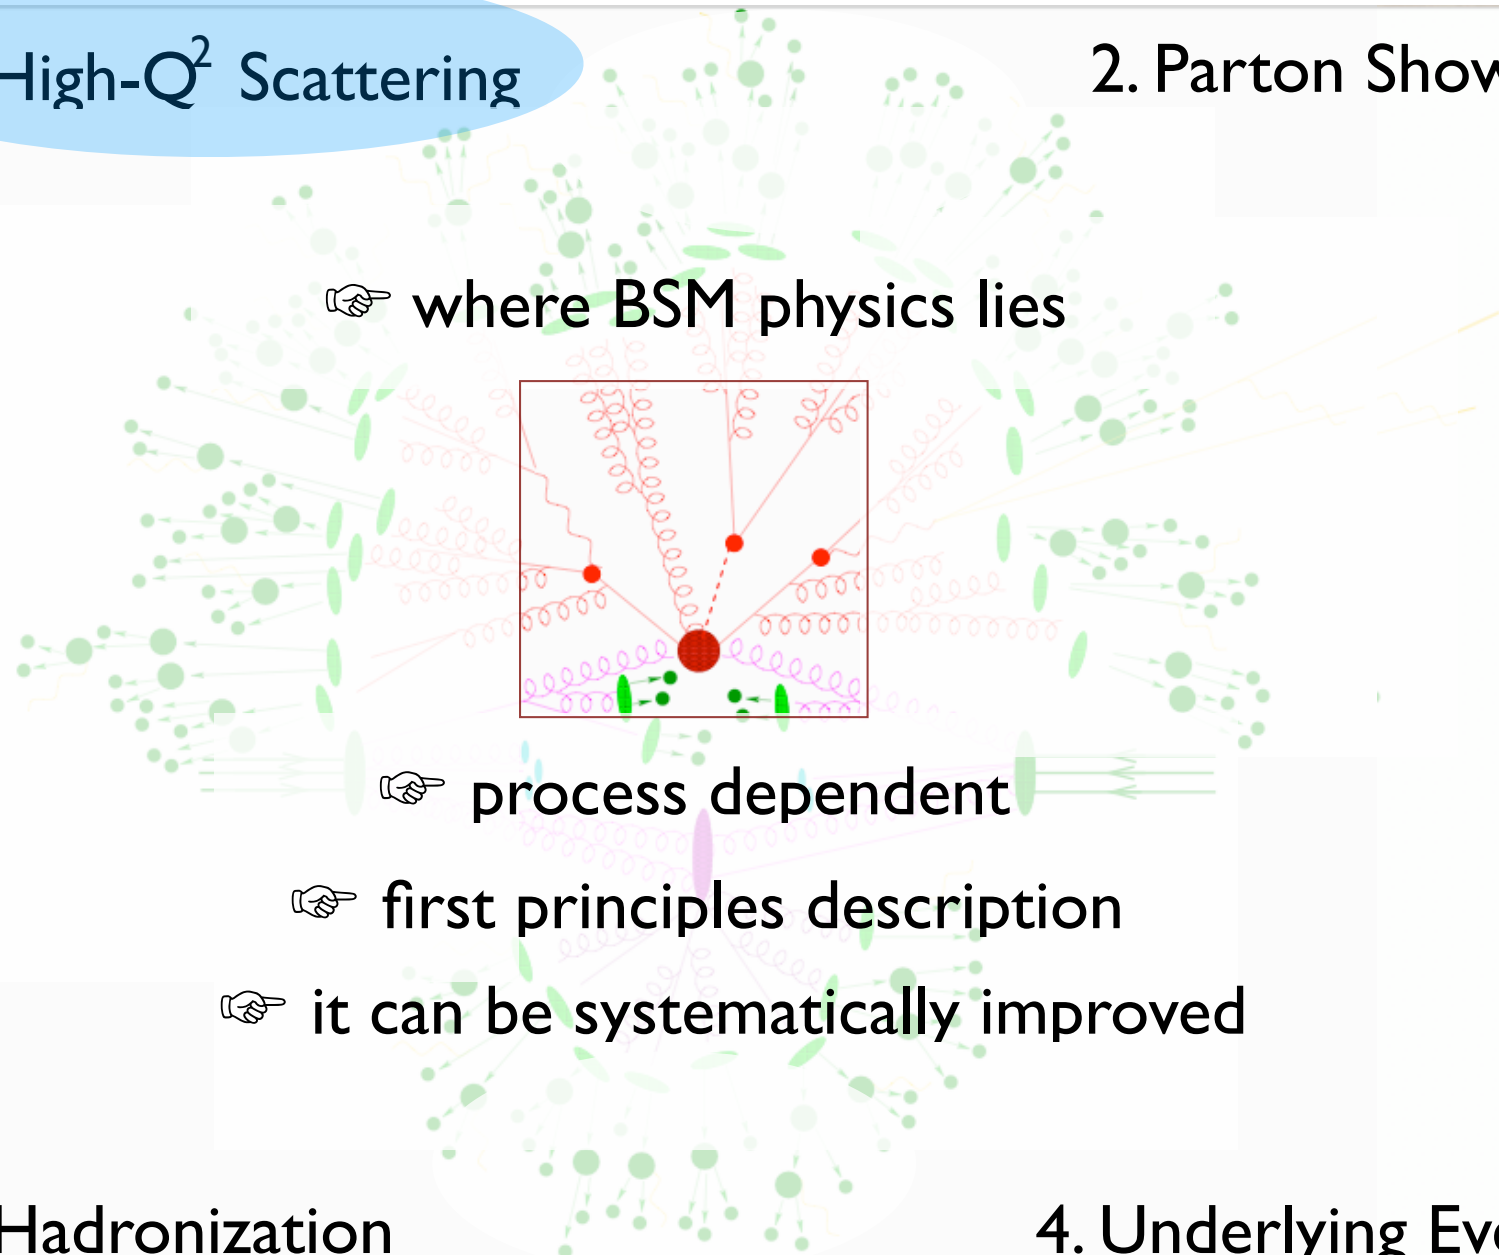 High-Q² Scattering
2. Parton Show
☞ where BSM physics lies
☞ process dependent
☞ first principles description
☞ it can be systematically improved
Hadronization
4. Underlying Eve